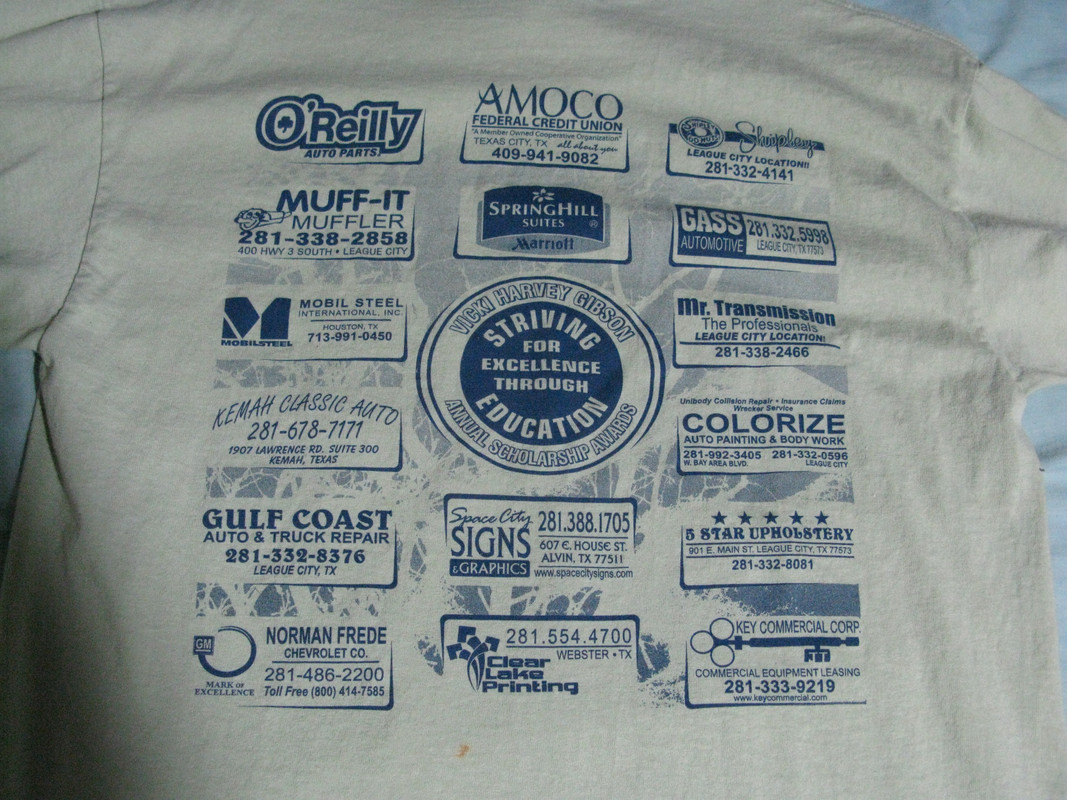 O'Reilly
AUTO PARTS
AMOCO
FEDERAL CREDIT UNION
"A Member Owned Cooperative Organization"
TEXAS CITY, TX all about you
409-941-9082
SHIPLEY DO-NUTS
Shipley
LEAGUE CITY LOCATION!!
281-332-4141
MUFF-IT
MUFFLER
281-338-2858
400 HWY 3 SOUTH • LEAGUE CITY
SPRINGHILL
SUITES ®
Marriott
GASS
AUTOMOTIVE
281.332.5998
LEAGUE CITY, TX 77573
MOBILSTEEL
MOBIL STEEL
INTERNATIONAL, INC.
HOUSTON, TX
713-991-0450
VICKI HARVEY GIBSON
STRIVING
FOR
EXCELLENCE
THROUGH
EDUCATION
ANNUAL SCHOLARSHIP AWARDS
Mr. Transmission
The Professionals
LEAGUE CITY LOCATION!
281-338-2466
KEMAH CLASSIC AUTO
281-678-7171
1907 LAWRENCE RD. SUITE 300
KEMAH, TEXAS
Unibody Collision Repair • Insurance Claims
Wrecker Service
COLORIZE
AUTO PAINTING & BODY WORK
281-992-3405 281-332-0596
W. BAY AREA BLVD. LEAGUE CITY
GULF COAST
AUTO & TRUCK REPAIR
281-332-8376
LEAGUE CITY, TX
Space City
SIGNS
& GRAPHICS
281.388.1705
607 E. HOUSE ST.
ALVIN, TX 77511
www.spacecitysigns.com
5 STAR UPHOLSTERY
901 E. MAIN ST. LEAGUE CITY, TX 77573
281-332-8081
GM
MARK OF
EXCELLENCE
NORMAN FREDE
CHEVROLET CO.
281-486-2200
Toll Free (800) 414-7585
281.554.4700
WEBSTER • TX
Clear
Lake
Printing
KEY COMMERCIAL CORP.
COMMERCIAL EQUIPMENT LEASING
281-333-9219
www.keycommercial.com